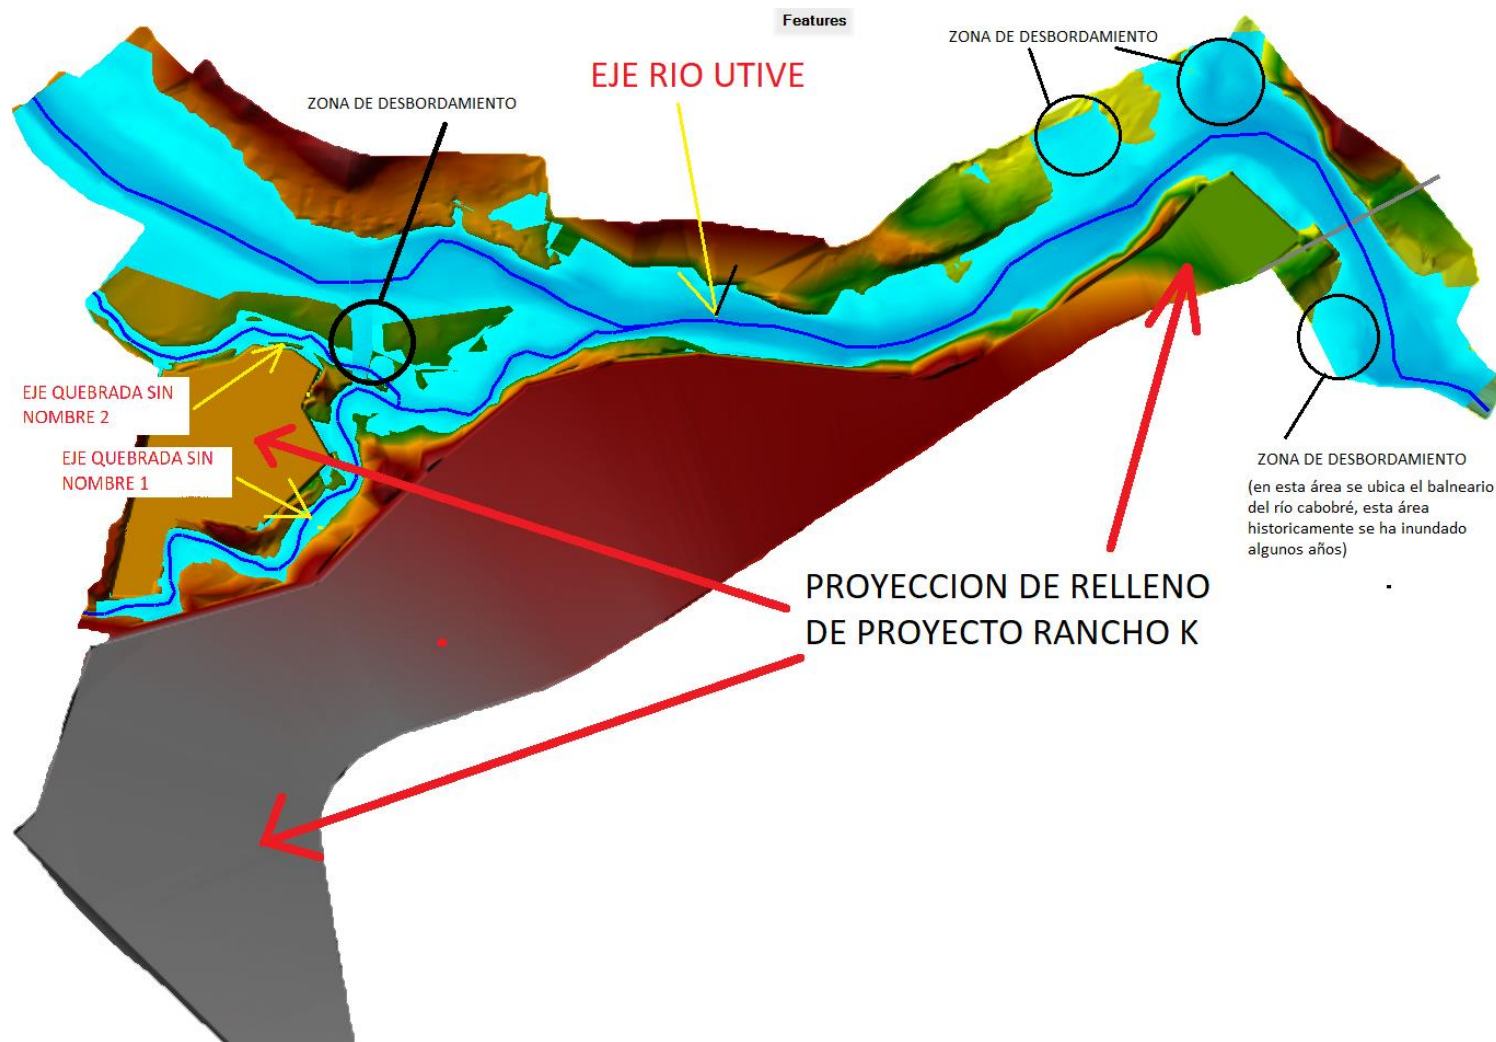 Features
ZONA DE DESBORDAMIENTO
EJE RIO UTIVE
ZONA DE DESBORDAMIENTO
EJE QUEBRADA SIN
NOMBRE 2
EJE QUEBRADA SIN
NOMBRE 1
ZONA DE DESBORDAMIENTO
(en esta área se ubica el balneario
del río cabobré, esta área
historicamente se ha inundado
algunos años)
PROYECCION DE RELLENO
DE PROYECTO RANCHO K